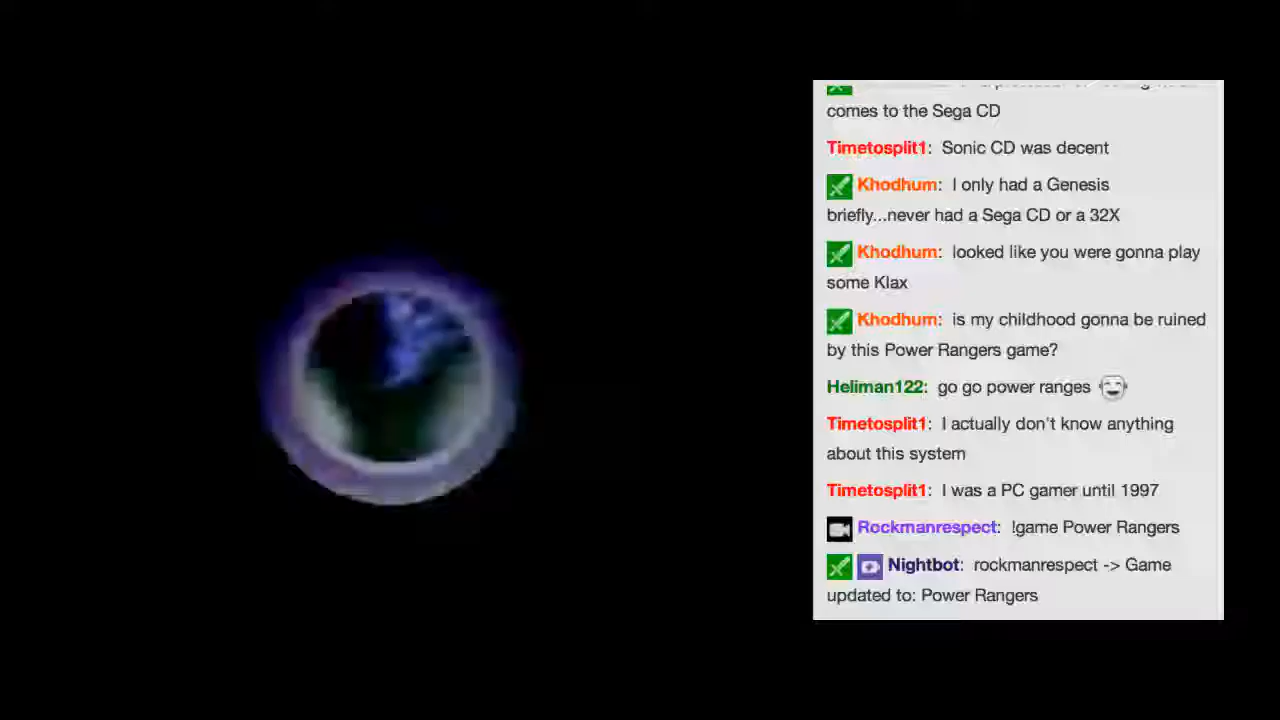 comes to the Sega CD
Timetosplit1: Sonic CD was decent
Khodhum: I only had a Genesis
briefly...never had a Sega CD or a 32X
Khodhum: looked like you were gonna play
some Klax
Khodhum: is my childhood gonna be ruined
by this Power Rangers game?
Heliman122: go go power ranges
Timetosplit1: I actually don't know anything
about this system
Timetosplit1: I was a PC gamer until 1997
Rockmanrespect: !game Power Rangers
Nightbot: rockmanrespect -> Game
updated to: Power Rangers